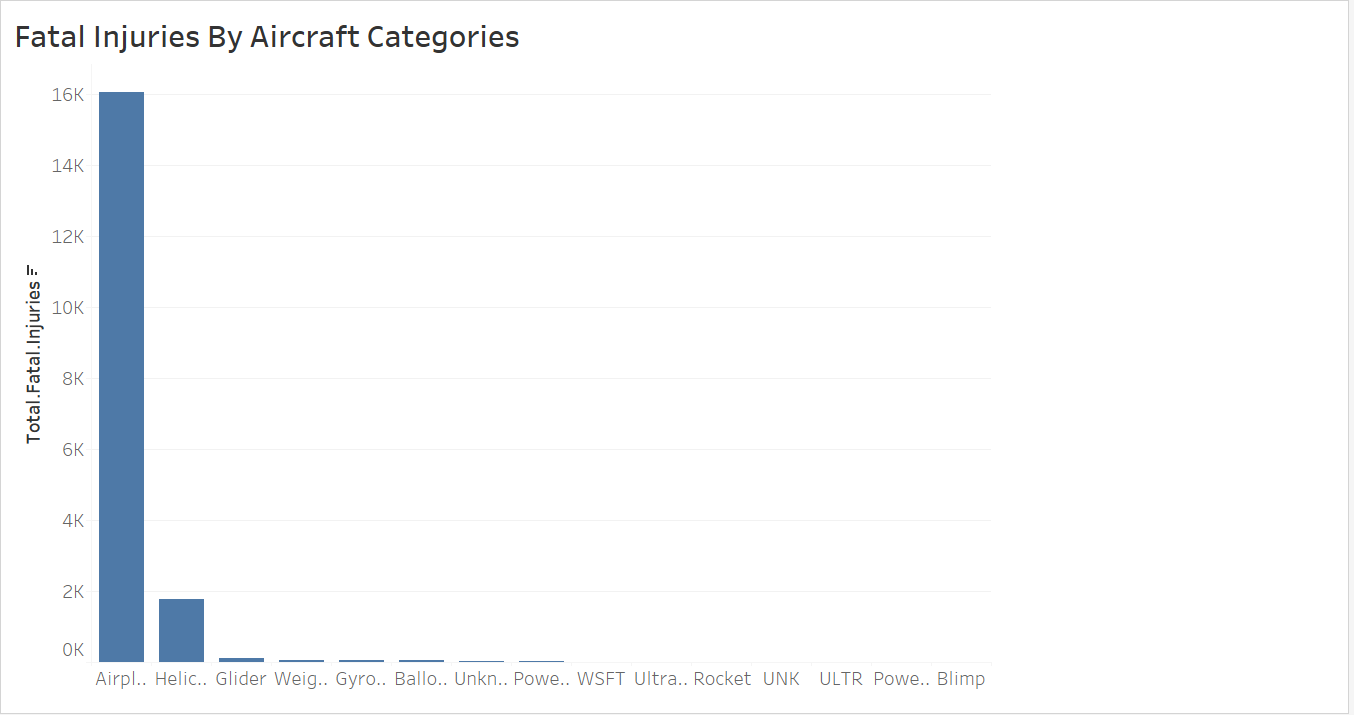 Fatal Injuries By Aircraft Categories
16K
14K
12K
10K
8K
6K
4K
2K
0K
Total.Fatal.Injuries
Airpl.. Helic.. Glider Weig.. Gyro.. Ballo.. Unkn.. Powe.. WSFT Ultra.. Rocket UNK ULTR Powe.. Blimp